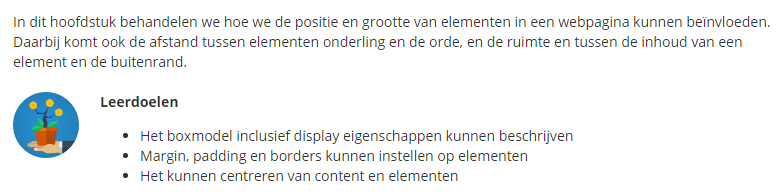 In dit hoofdstuk behandelen we hoe we de positie en grootte van elementen in een webpagina kunnen beïnvloeden.
Daarbij komt ook de afstand tussen elementen onderling en de orde, en de ruimte en tussen de inhoud van een
element en de buitenrand.
Leerdoelen
• Het boxmodel inclusief display eigenschappen kunnen beschrijven
• Margin, padding en borders kunnen instellen op elementen
• Het kunnen centreren van content en elementen